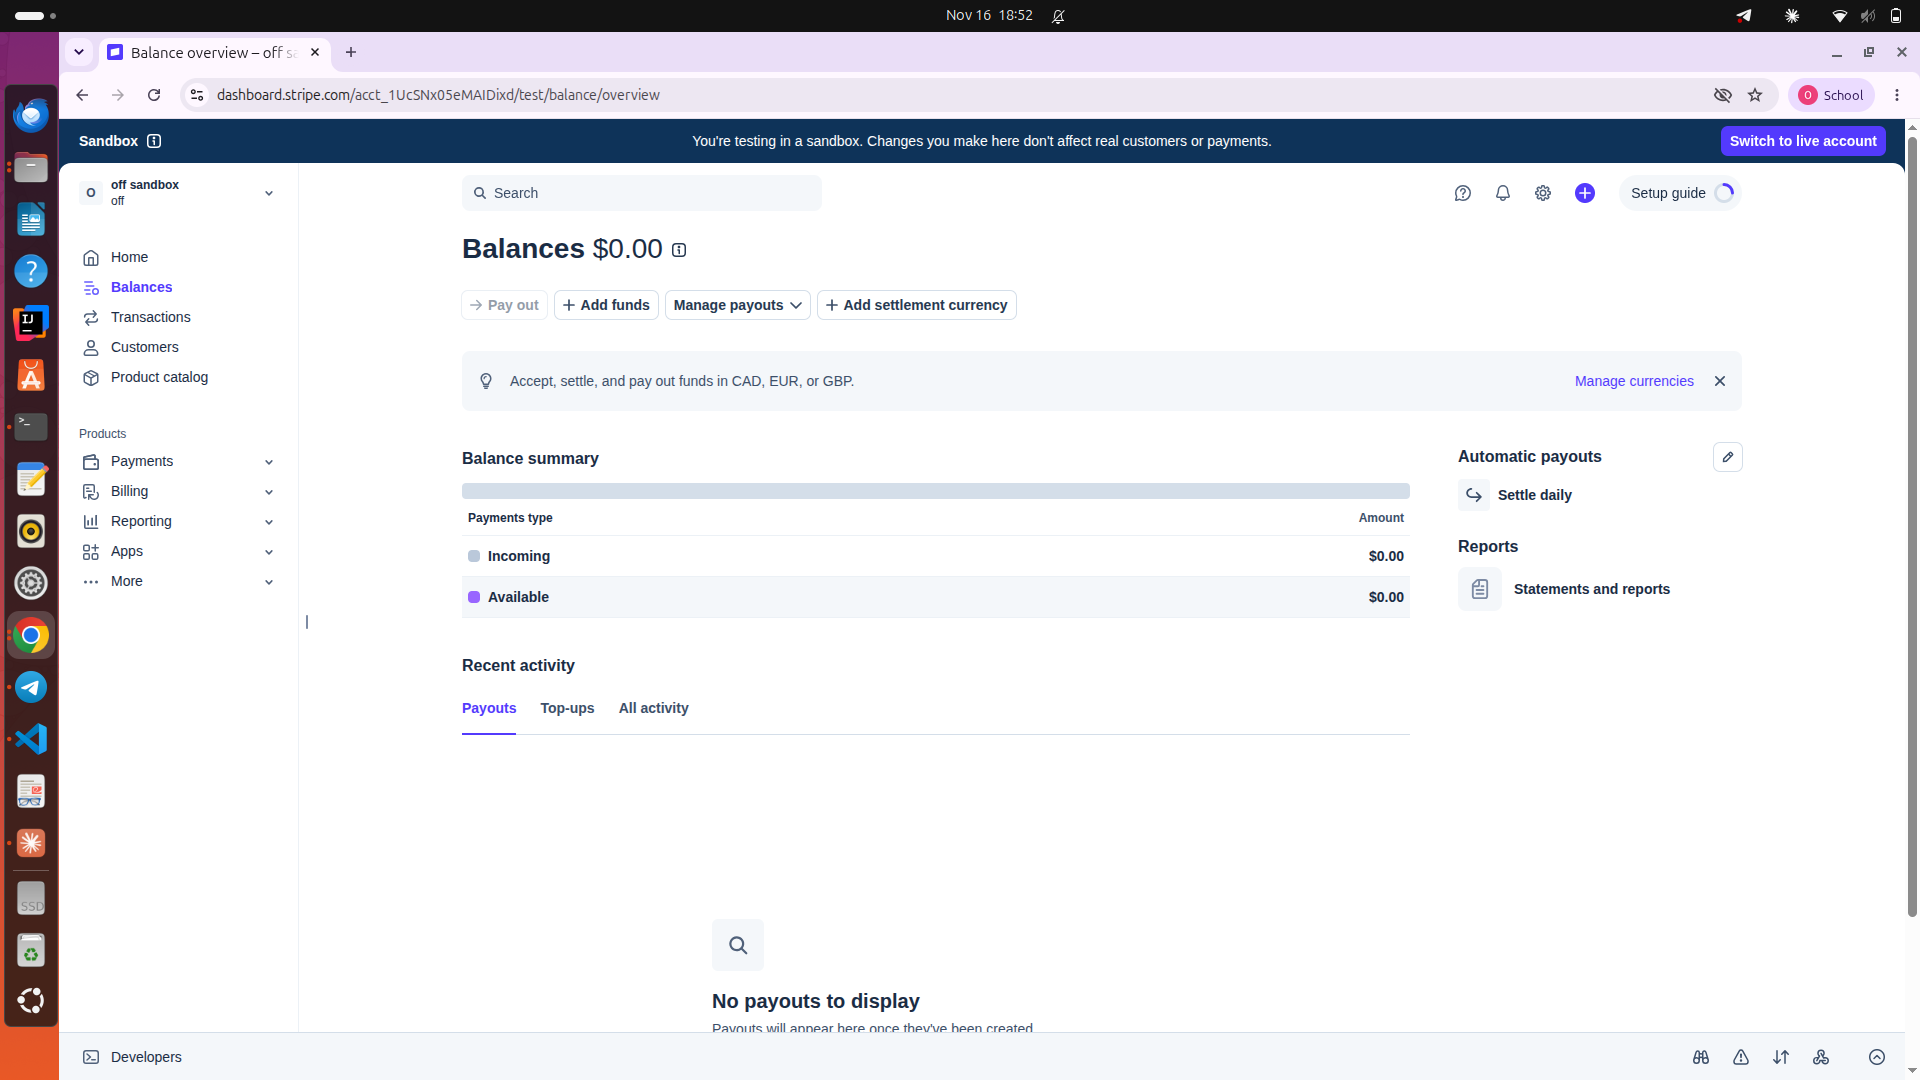 Nov 16 18:52
Balance overview – off sa
dashboard.stripe.com/acct_1UcSNx05eMAIDixd/test/balance/overview
O School
Sandbox
You're testing in a sandbox. Changes you make here don't affect real customers or payments.
Switch to live account
O
off sandbox
off
Search
Setup guide
Home
Balances
Transactions
Customers
Product catalog
Products
Payments
Billing
Reporting
Apps
More
Balances $0.00
Pay out
Add funds
Manage payouts
Add settlement currency
Accept, settle, and pay out funds in CAD, EUR, or GBP.
Manage currencies
Balance summary
Payments type
Amount
Incoming
$0.00
Available
$0.00
Automatic payouts
Settle daily
Reports
Statements and reports
Recent activity
Payouts
Top-ups
All activity
No payouts to display
Payouts will appear here once they've been created
Developers
SSD